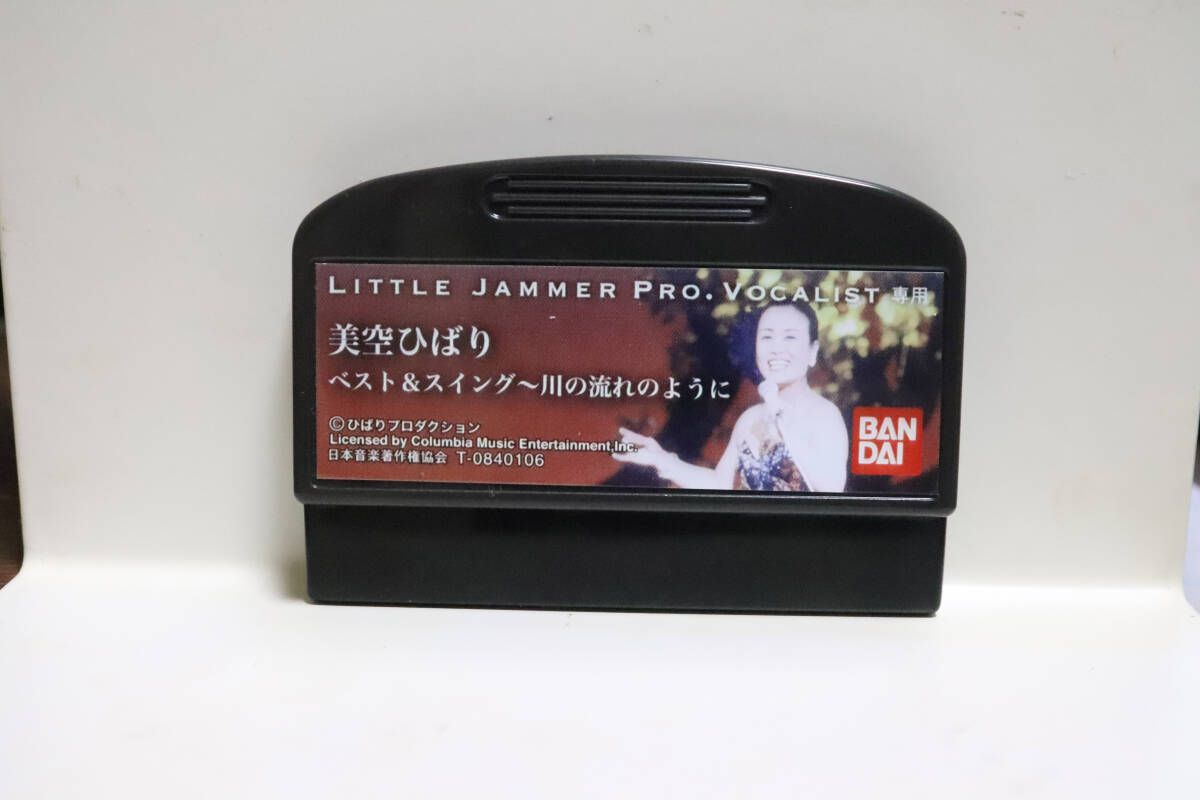 LITTLE JAMMER PRO. VOCALIST 専用
美空ひばり
ベスト&スイング～川の流れのように
©ひばりプロダクション
Licensed by Columbia Music Entertainment,Inc.
日本音楽著作権協会 T-0840106
BAN
DAI